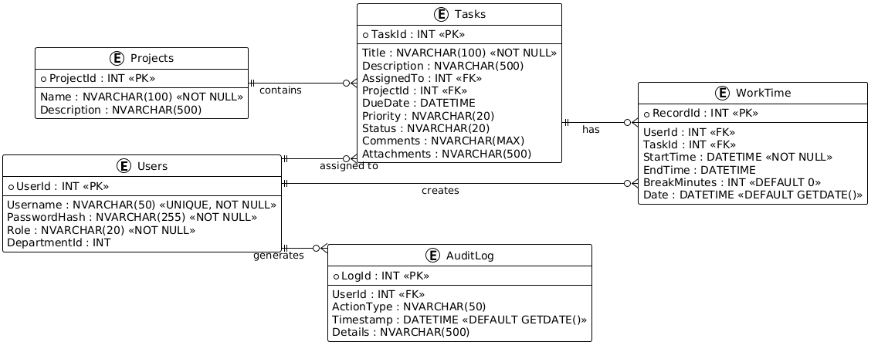 E Tasks
TaskId : INT «PK»
Title : NVARCHAR(100) «NOT NULL»
Description : NVARCHAR(500)
AssignedTo : INT «FK»
ProjectId : INT «FK»
DueDate : DATETIME
Priority : NVARCHAR(20)
Status : NVARCHAR(20)
Comments : NVARCHAR(MAX)
Attachments : NVARCHAR(500)
E Projects
ProjectId : INT «PK»
Name : NVARCHAR(100) «NOT NULL»
Description : NVARCHAR(500)
contains
E WorkTime
RecordId : INT «PK»
UserId : INT «FK»
TaskId : INT «FK»
StartTime : DATETIME «NOT NULL»
EndTime : DATETIME
BreakMinutes : INT «DEFAULT 0»
Date : DATETIME «DEFAULT GETDATE()»
has
E Users
UserId : INT «PK»
Username : NVARCHAR(50) «UNIQUE, NOT NULL»
PasswordHash : NVARCHAR(255) «NOT NULL»
Role : NVARCHAR(20) «NOT NULL»
DepartmentId : INT
assigned to
creates
generates
E AuditLog
LogId : INT «PK»
UserId : INT «FK»
ActionType : NVARCHAR(50)
Timestamp : DATETIME «DEFAULT GETDATE()»
Details : NVARCHAR(500)